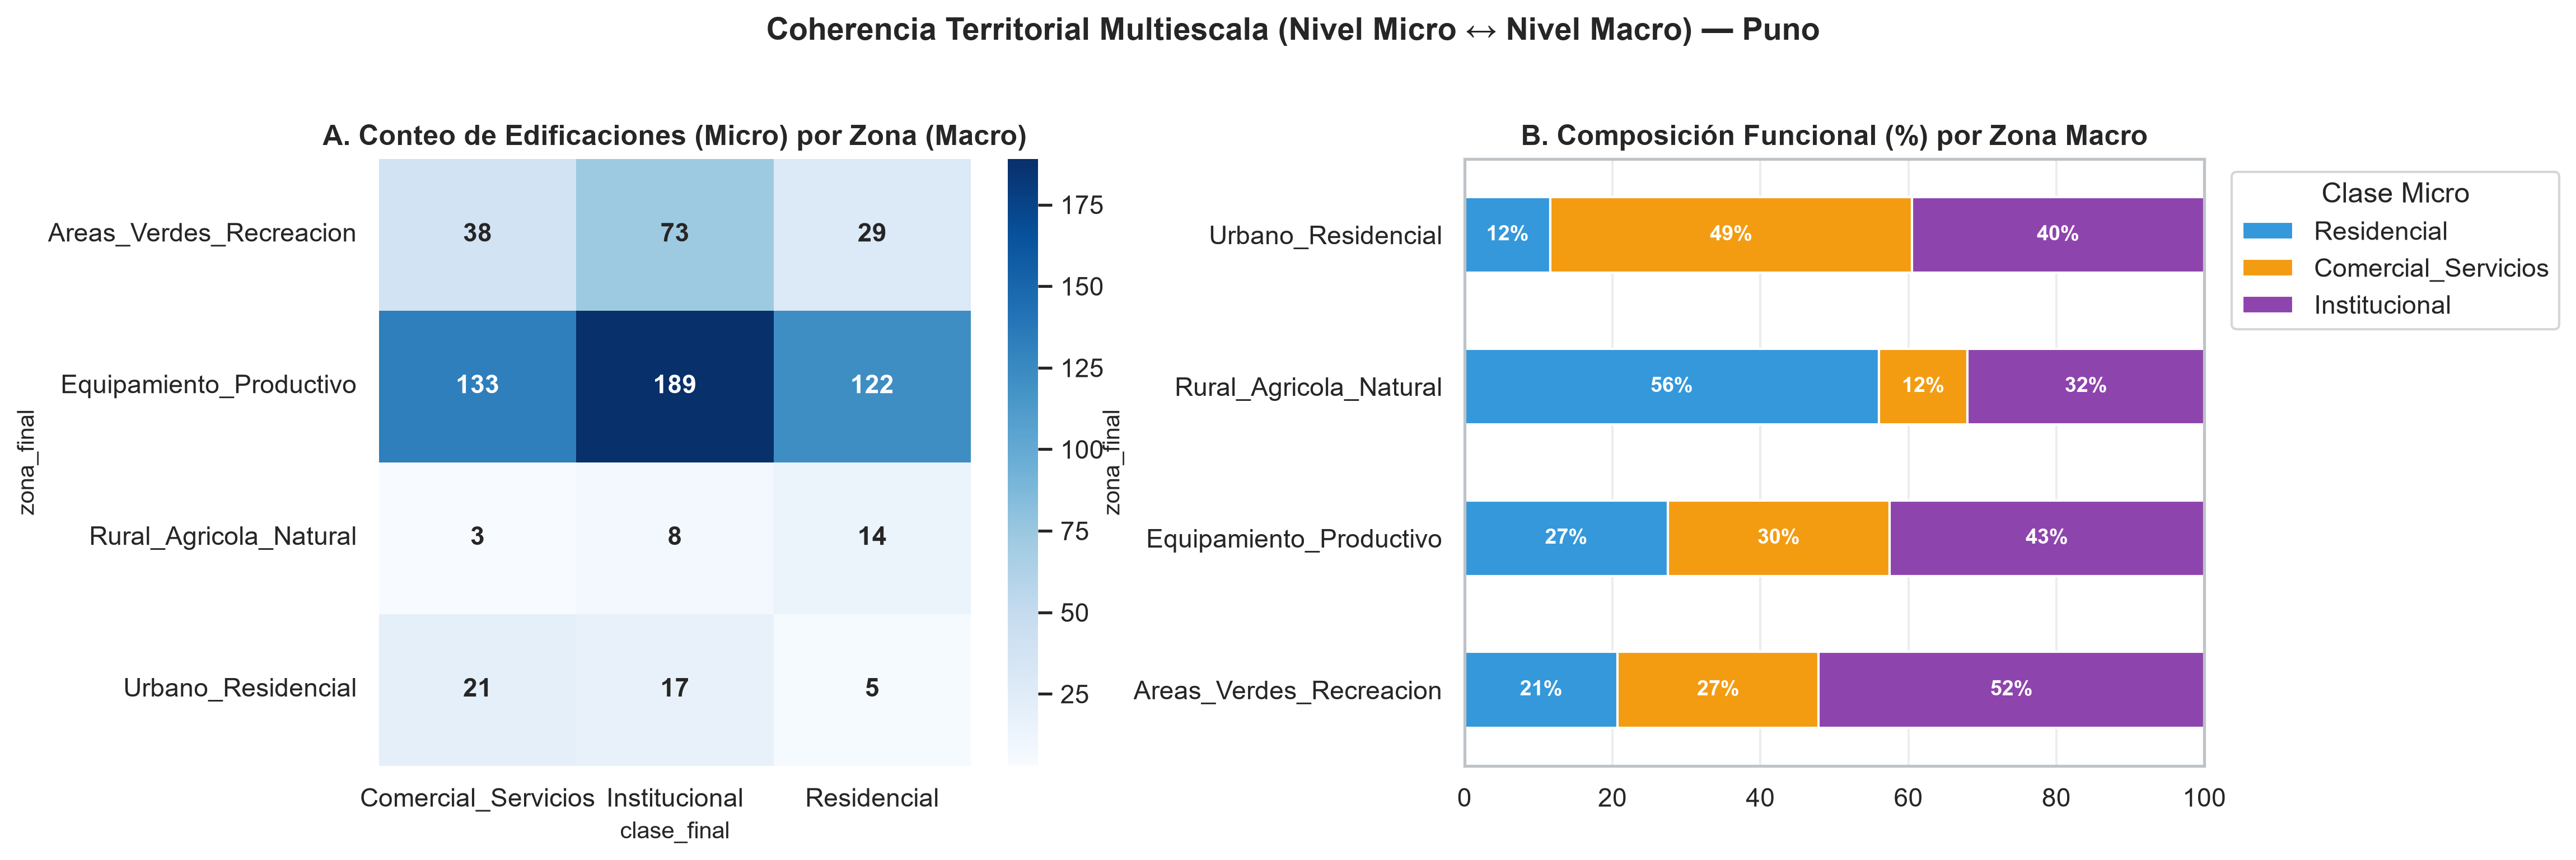 Coherencia Territorial Multiescala (Nivel Micro ↔ Nivel Macro) — Puno
A. Conteo de Edificaciones (Micro) por Zona (Macro)
zona_final
Areas_Verdes_Recreacion 38 73 29
Equipamiento_Productivo 133 189 122
Rural_Agricola_Natural 3 8 14
Urbano_Residencial 21 17 5
Comercial_Servicios Institucional Residencial
clase_final
175
150
125
100
75
50
25
B. Composición Funcional (%) por Zona Macro
zona_final
Urbano_Residencial 12% 49% 40%
Rural_Agricola_Natural 56% 12% 32%
Equipamiento_Productivo 27% 30% 43%
Areas_Verdes_Recreacion 21% 27% 52%
0 20 40 60 80 100
Clase Micro
Residencial
Comercial_Servicios
Institucional